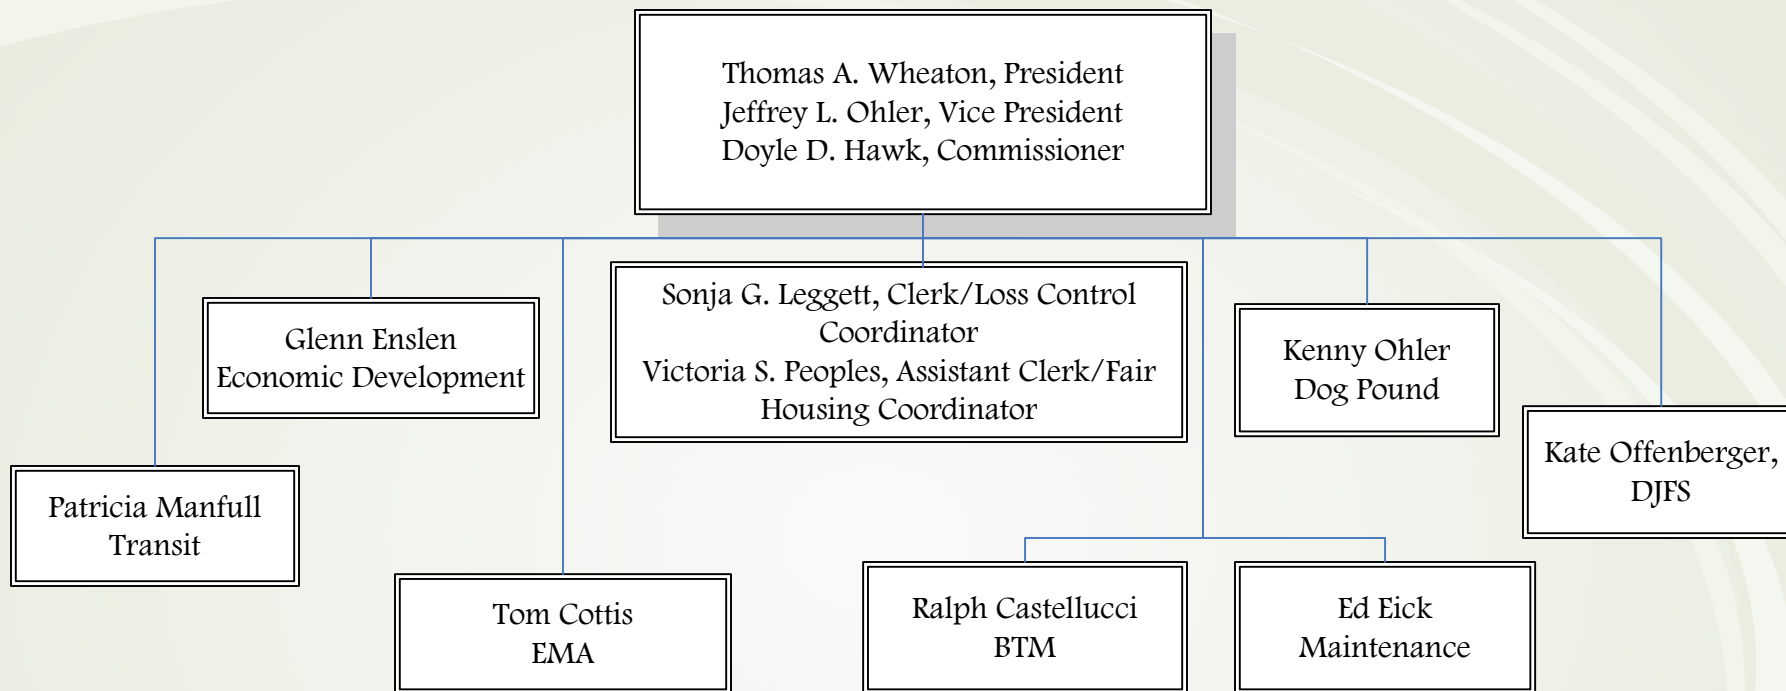 Thomas A. Wheaton, President
Jeffrey L. Ohler, Vice President
Doyle D. Hawk, Commissioner
Sonja G. Leggett, Clerk/Loss Control
Coordinator
Victoria S. Peoples, Assistant Clerk/Fair
Housing Coordinator
Glenn Enslen
Economic Development
Kenny Ohler
Dog Pound
Kate Offenberger,
DJFS
Patricia Manfull
Transit
Tom Cottis
EMA
Ralph Castellucci
BTM
Ed Eick
Maintenance